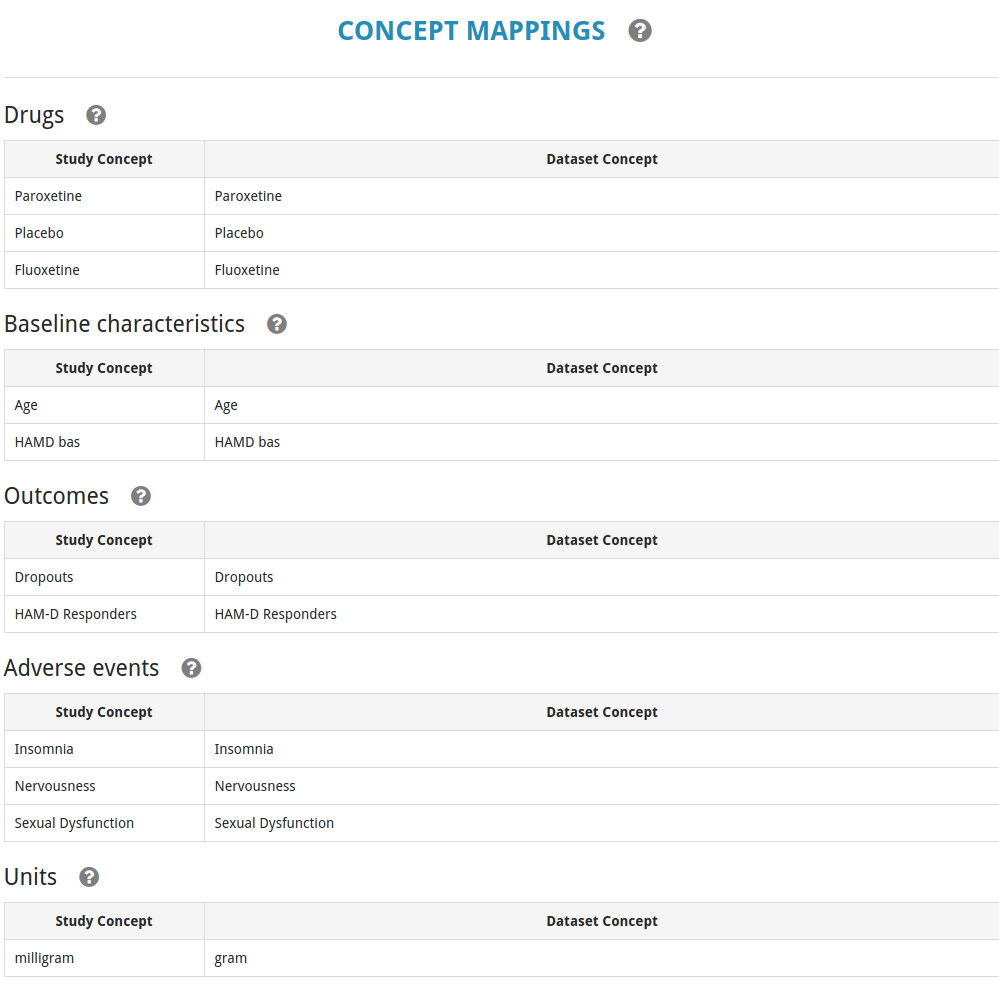 CONCEPT MAPPINGS ?
Drugs ?
Study Concept Dataset Concept
Paroxetine Paroxetine
Placebo Placebo
Fluoxetine Fluoxetine
Baseline characteristics ?
Study Concept Dataset Concept
Age Age
HAMD bas HAMD bas
Outcomes ?
Study Concept Dataset Concept
Dropouts Dropouts
HAM-D Responders HAM-D Responders
Adverse events ?
Study Concept Dataset Concept
Insomnia Insomnia
Nervousness Nervousness
Sexual Dysfunction Sexual Dysfunction
Units ?
Study Concept Dataset Concept
milligram gram